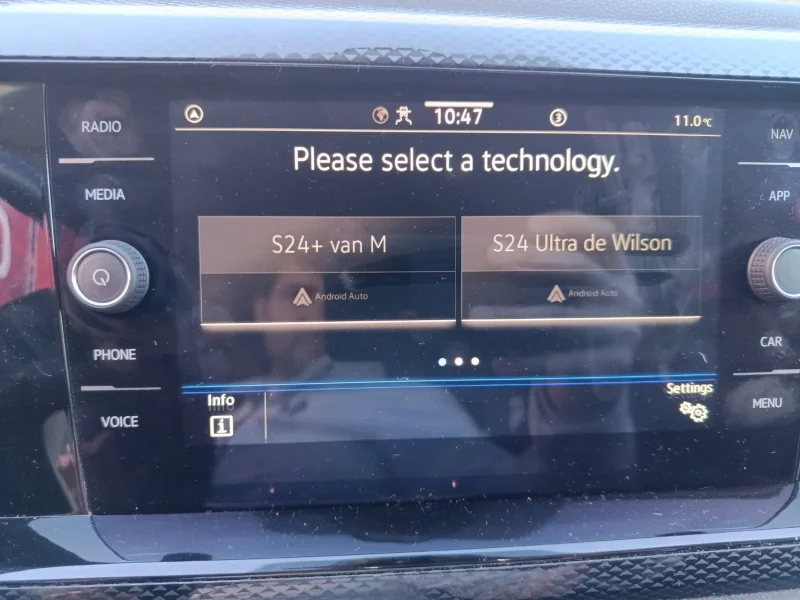 RADIO
MEDIA
PHONE
VOICE
10:47
3
11.0°C
Please select a technology.
S24+ van M
Android Auto
S24 Ultra de Wilson
Android Auto
Info
i
Settings
NAV
APP
CAR
MENU